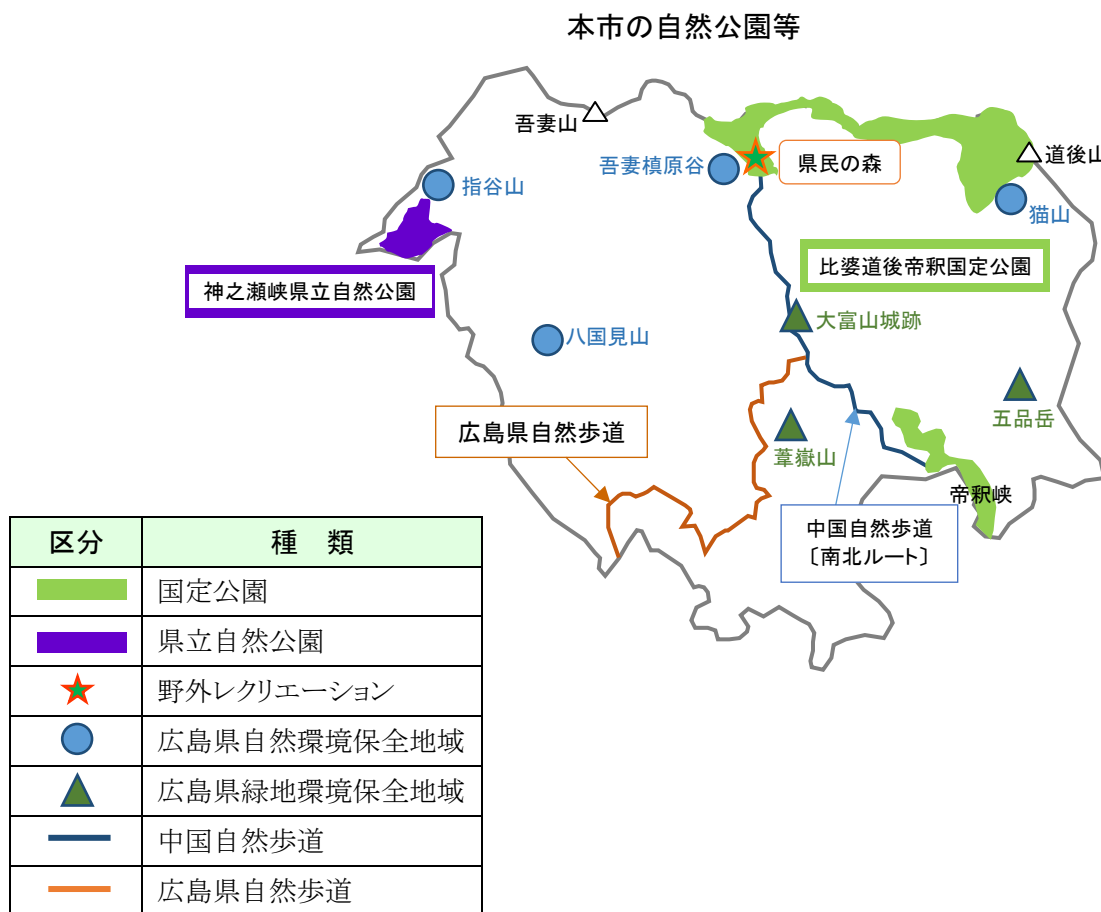 本市の自然公園等
吾妻山
道後山
吾妻槙原谷
県民の森
指谷山
猫山
比婆道後帝釈国定公園
神之瀬峡県立自然公園
大富山城跡
八国見山
五品岳
広島県自然歩道
葦嶽山
帝釈峡
中国自然歩道
〔南北ルート〕
区分 種 類
国定公園
県立自然公園
野外レクリエーション
広島県自然環境保全地域
広島県緑地環境保全地域
中国自然歩道
広島県自然歩道